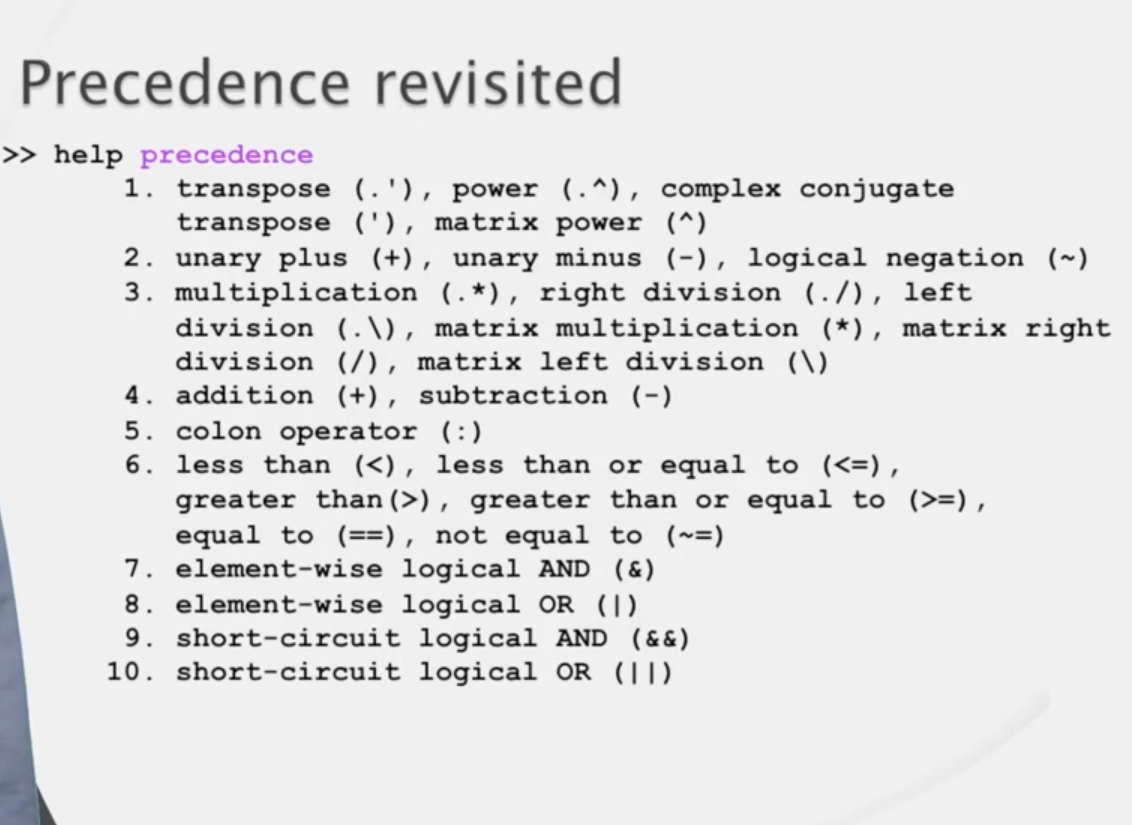 Precedence revisited
>> help precedence
1. transpose (.'), power (.^), complex conjugate
transpose ('), matrix power (^)
2. unary plus (+), unary minus (-), logical negation (~)
3. multiplication (.*), right division (./), left
division (.\), matrix multiplication (*), matrix right
division (/), matrix left division (\)
4. addition (+), subtraction (-)
5. colon operator (:)
6. less than (<), less than or equal to (<=),
greater than(>), greater than or equal to (>=),
equal to (==), not equal to (~=)
7. element-wise logical AND (&)
8. element-wise logical OR (|)
9. short-circuit logical AND (&&)
10. short-circuit logical OR (||)